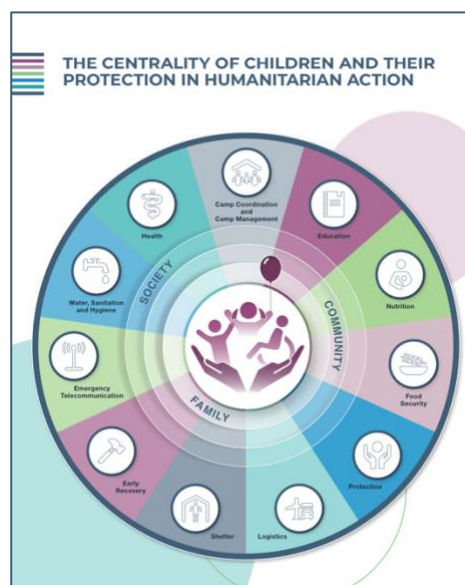 THE CENTRALITY OF CHILDREN AND THEIR
PROTECTION IN HUMANITARIAN ACTION
Camp Coordination
and
Camp Management
Education
Nutrition
Food
Security
Protection
Logistics
Shelter
Early
Recovery
Emergency
Telecommunication
Water, Sanitation
and Hygiene
Health
SOCIETY
COMMUNITY
FAMILY